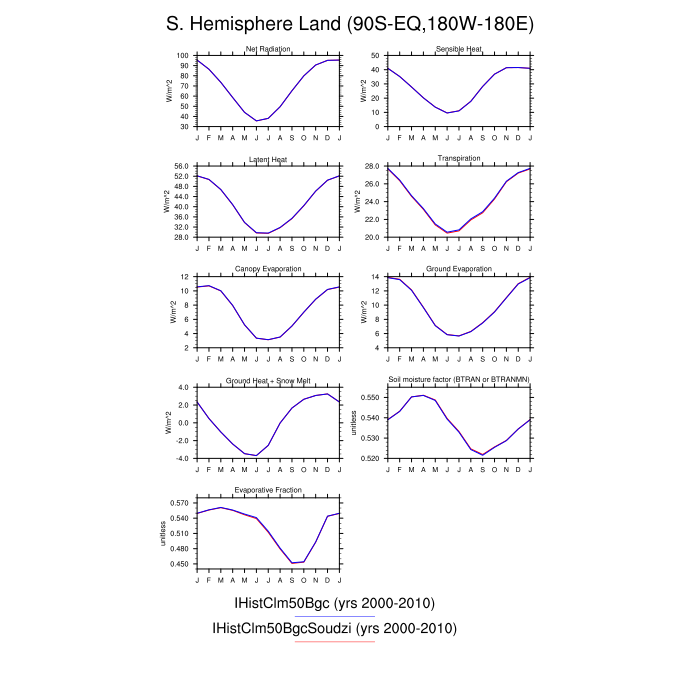 S. Hemisphere Land (90S-EQ,180W-180E)
Net Radiation
W/m^2
100
90
80
70
60
50
40
30
J F M A M J J A S O N D J
Sensible Heat
W/m^2
50
40
30
20
10
0
J F M A M J J A S O N D J
Latent Heat
W/m^2
56.0
52.0
48.0
44.0
40.0
36.0
32.0
28.0
J F M A M J J A S O N D J
Transpiration
W/m^2
28.0
26.0
24.0
22.0
20.0
J F M A M J J A S O N D J
Canopy Evaporation
W/m^2
12
10
8
6
4
2
J F M A M J J A S O N D J
Ground Evaporation
W/m^2
14
12
10
8
6
4
J F M A M J J A S O N D J
Ground Heat + Snow Melt
W/m^2
4.0
2.0
0.0
-2.0
-4.0
J F M A M J J A S O N D J
Soil moisture factor (BTRAN or BTRANMN)
unitless
0.550
0.540
0.530
0.520
J F M A M J J A S O N D J
Evaporative Fraction
unitless
0.570
0.540
0.510
0.480
0.450
J F M A M J J A S O N D J
IHistClm50Bgc (yrs 2000-2010)
IHistClm50BgcSoudzi (yrs 2000-2010)